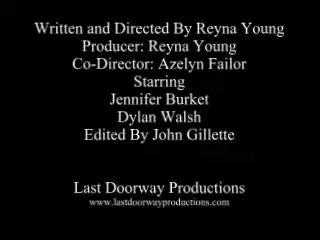 Written and Directed By Reyna Young
Producer: Reyna Young
Co-Director: Azelyn Failor
Starring
Jennifer Burket
Dylan Walsh
Edited By John Gillette
Last Doorway Productions
www.lastdoorwayproductions.com